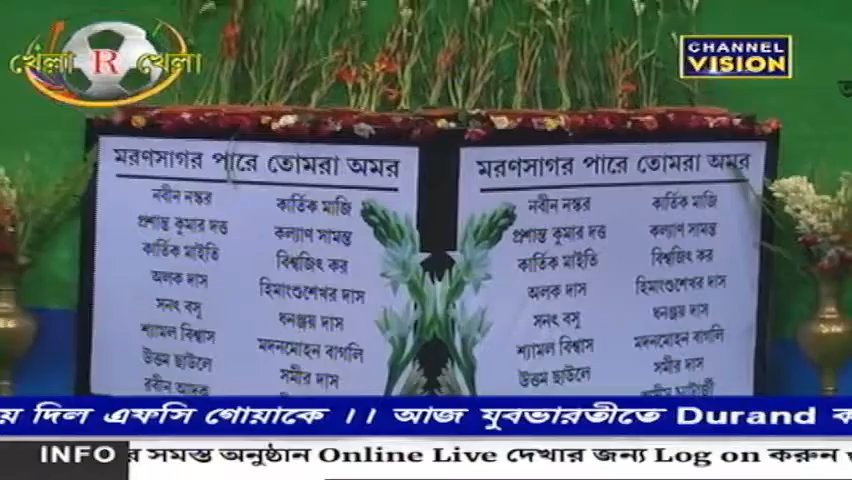 খেলা R খেলা
CHANNEL
VISION
মরণসাগর পারে তোমরা অমর
নবীন নস্কর
প্রশান্ত কুমার দত্ত
কার্তিক মাইতি
অলক দাস
সনৎ বসু
শ্যামল বিশ্বাস
উত্তম ছাউলে
কার্তিক মাজি
কল্যাণ সামন্ত
বিশ্বজিৎ কর
হিমাংশুশেখর দাস
ধনঞ্জয় দাস
মদনমোহন বাগলি
সমীর দাস
মরণসাগর পারে তোমরা অমর
নবীন নস্কর
প্রশান্ত কুমার দত্ত
কার্তিক মাইতি
অলক দাস
সনৎ বসু
শ্যামল বিশ্বাস
উত্তম ছাউলে
কার্তিক মাজি
কল্যাণ সামন্ত
বিশ্বজিৎ কর
হিমাংশুশেখর দাস
ধনঞ্জয় দাস
মদনমোহন বাগলি
সমীর দাস
য় দিল এফসি গোয়াকে ।। আজ যুবভারতীতে Durand
INFO
র সমস্ত অনুষ্ঠান Online Live দেখার জন্য Log on করুন